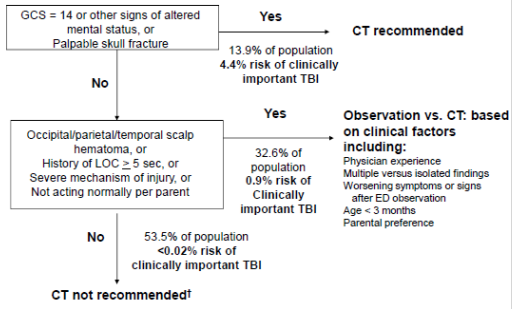 GCS = 14 or other signs of altered
mental status, or
Palpable skull fracture
Yes
CT recommended
13.9% of population
4.4% risk of clinically
important TBI
No
Occipital/parietal/temporal scalp
hematoma, or
History of LOC ≥ 5 sec, or
Severe mechanism of injury, or
Not acting normally per parent
Yes
32.6% of
population
0.9% risk of
Clinically
important TBI
Observation vs. CT: based
on clinical factors
including:
Physician experience
Multiple versus isolated findings
Worsening symptoms or signs
after ED observation
Age < 3 months
Parental preference
No
53.5% of population
<0.02% risk of
clinically important TBI
CT not recommended†